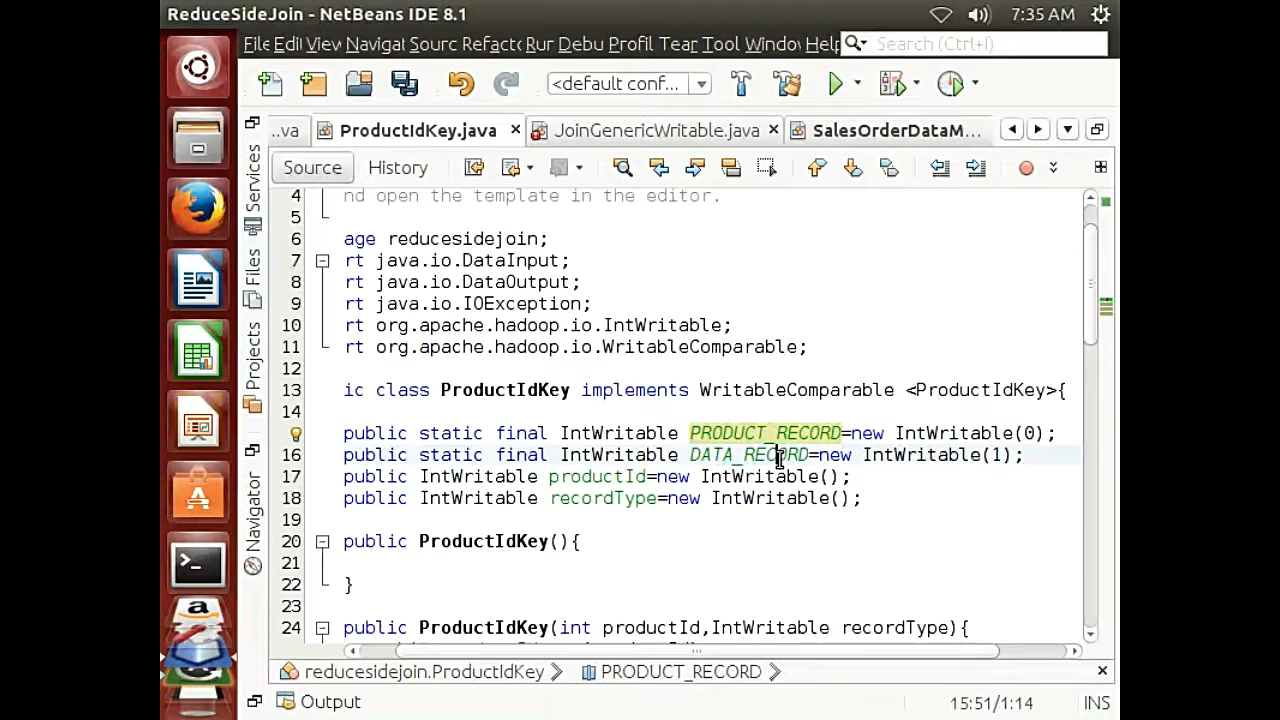 ReduceSideJoin - NetBeans IDE 8.1
7:35 AM
File Edit View Navigat Sourc Refacto Run Debu Profil Tear Tool Windo Help
Search (Ctrl+I)
<default conf...
..va
ProductIdKey.java
JoinGenericWritable.java
SalesOrderDataM...
Source
History
Services
Files
Projects
Navigator
4 nd open the template in the editor.
5
6 age reducesidejoin;
7 rt java.io.DataInput;
8 rt java.io.DataOutput;
9 rt java.io.IOException;
10 rt org.apache.hadoop.io.IntWritable;
11 rt org.apache.hadoop.io.WritableComparable;
12
13 ic class ProductIdKey implements WritableComparable <ProductIdKey>{
14
public static final IntWritable PRODUCT_RECORD=new IntWritable(0);
16 public static final IntWritable DATA_RECORD=new IntWritable(1);
17 public IntWritable productId=new IntWritable();
18 public IntWritable recordType=new IntWritable();
19
20 public ProductIdKey(){
21
22 }
23
24 public ProductIdKey(int productId,IntWritable recordType){
reducesidejoin.ProductIdKey
PRODUCT_RECORD
Output
15:51/1:14
INS